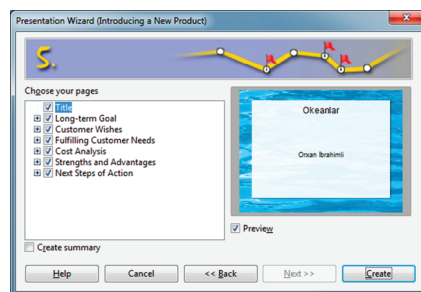 Presentation Wizard (Introducing a New Product)
5.
Choose your pages
Title
Long-term Goal
Customer Wishes
Fulfilling Customer Needs
Cost Analysis
Strengths and Advantages
Next Steps of Action
Okeanlar
Orxan İbrahimli
Preview
Create summary
Help
Cancel
<< Back
Next >>
Create